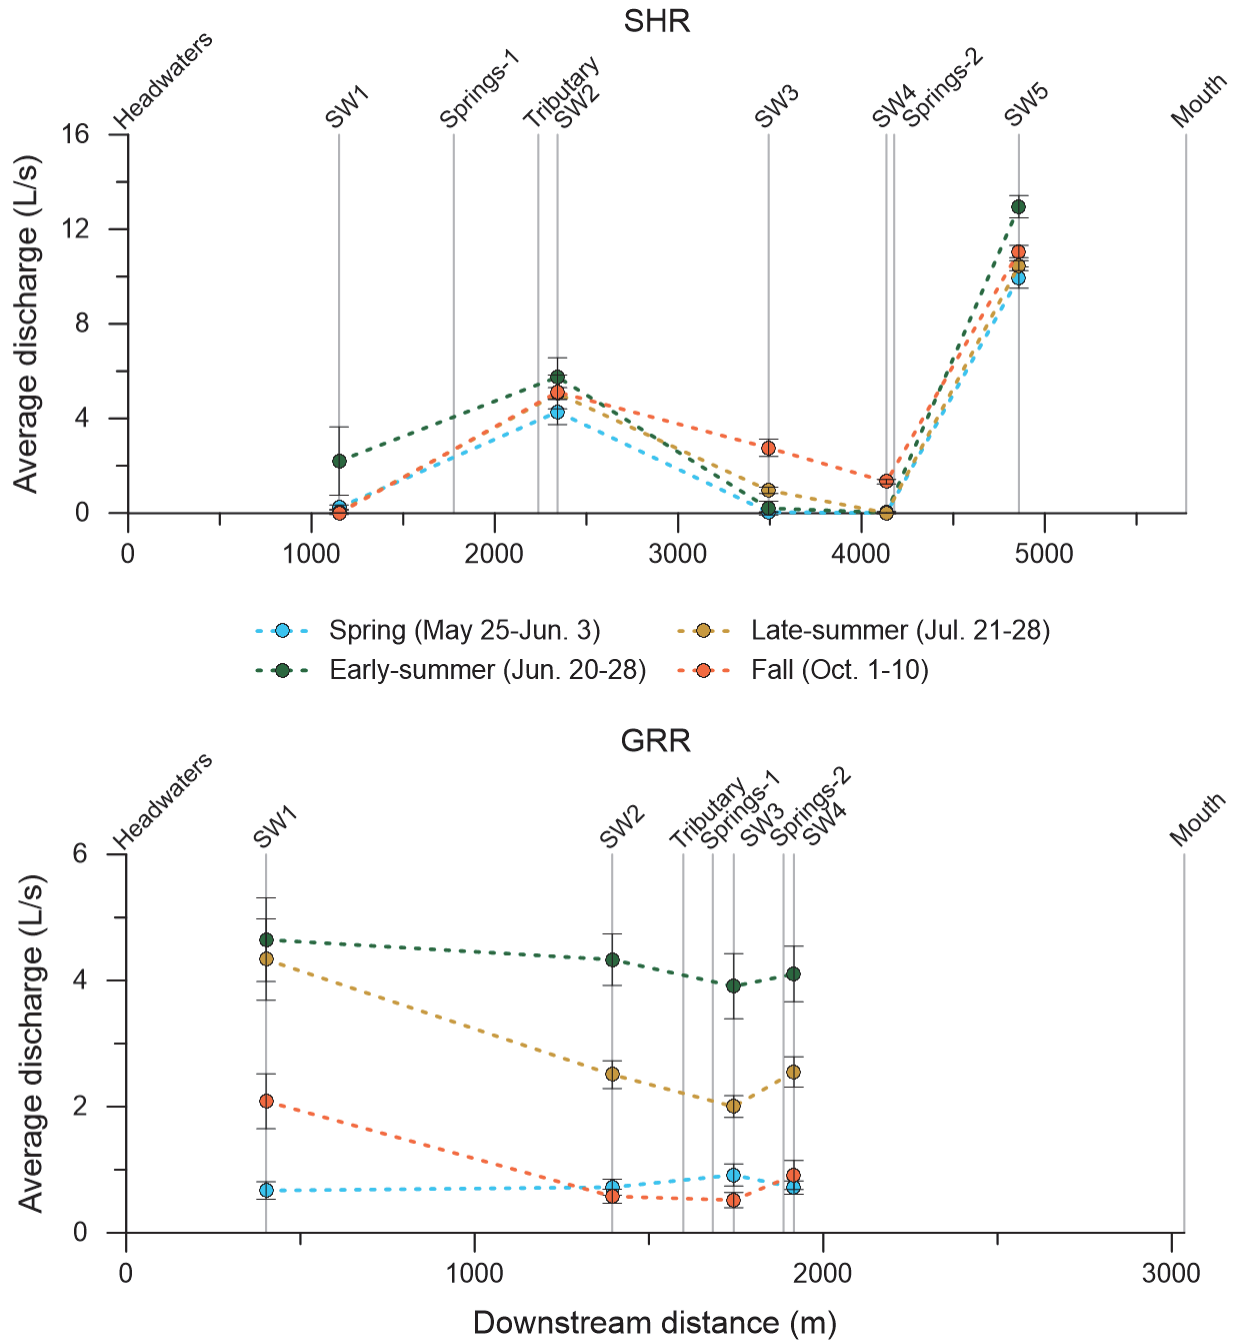 SHR
Headwaters
SW1
Springs-1
Tributary
SW2
SW3
SW4
Springs-2
SW5
Mouth
Average discharge (L/s)
16
12
8
4
0
0 1000 2000 3000 4000 5000
Spring (May 25-Jun. 3)
Late-summer (Jul. 21-28)
Early-summer (Jun. 20-28)
Fall (Oct. 1-10)
GRR
Headwaters
SW1
SW2
Tributary
Springs-1
SW3
Springs-2
SW4
Mouth
Average discharge (L/s)
6
4
2
0
0 1000 2000 3000
Downstream distance (m)